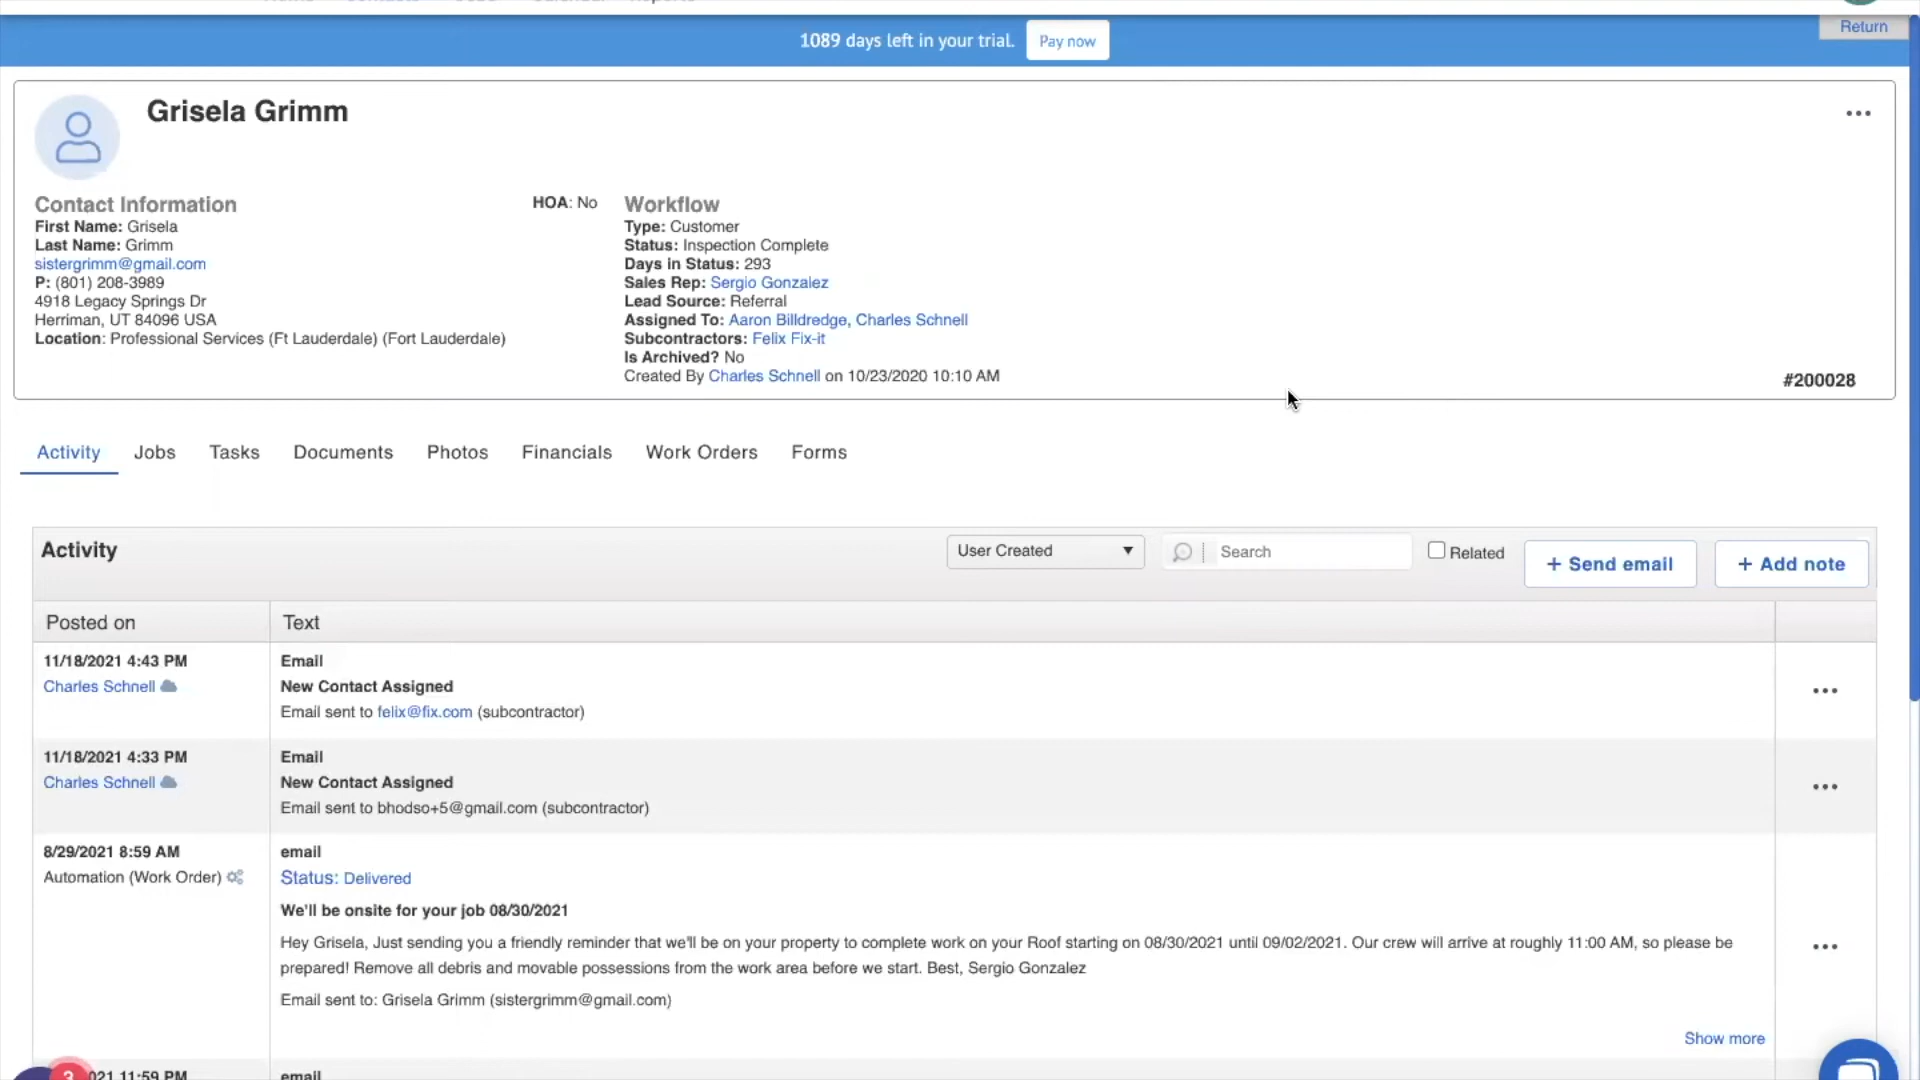 1089 days left in your trial. Pay now
Return
Grisela Grimm
Contact Information
First Name: Grisela
Last Name: Grimm
sistergrimm@gmail.com
P: (801) 208-3989
4918 Legacy Springs Dr
Herriman, UT 84096 USA
Location: Professional Services (Ft Lauderdale) (Fort Lauderdale)
HOA: No
Workflow
Type: Customer
Status: Inspection Complete
Days in Status: 293
Sales Rep: Sergio Gonzalez
Lead Source: Referral
Assigned To: Aaron Billdredge, Charles Schnell
Subcontractors: Felix Fix-it
Is Archived? No
Created By Charles Schnell on 10/23/2020 10:10 AM
#200028
Activity Jobs Tasks Documents Photos Financials Work Orders Forms
Activity
User Created
Search
Related
+ Send email
+ Add note
Posted on
Text
11/18/2021 4:43 PM
Charles Schnell
Email
New Contact Assigned
Email sent to felix@fix.com (subcontractor)
11/18/2021 4:33 PM
Charles Schnell
Email
New Contact Assigned
Email sent to bhodso+5@gmail.com (subcontractor)
8/29/2021 8:59 AM
Automation (Work Order)
email
Status: Delivered
We'll be onsite for your job 08/30/2021
Hey Grisela, Just sending you a friendly reminder that we'll be on your property to complete work on your Roof starting on 08/30/2021 until 09/02/2021. Our crew will arrive at roughly 11:00 AM, so please be
prepared! Remove all debris and movable possessions from the work area before we start. Best, Sergio Gonzalez
Email sent to: Grisela Grimm (sistergrimm@gmail.com)
Show more
3
021 11:59 PM
email